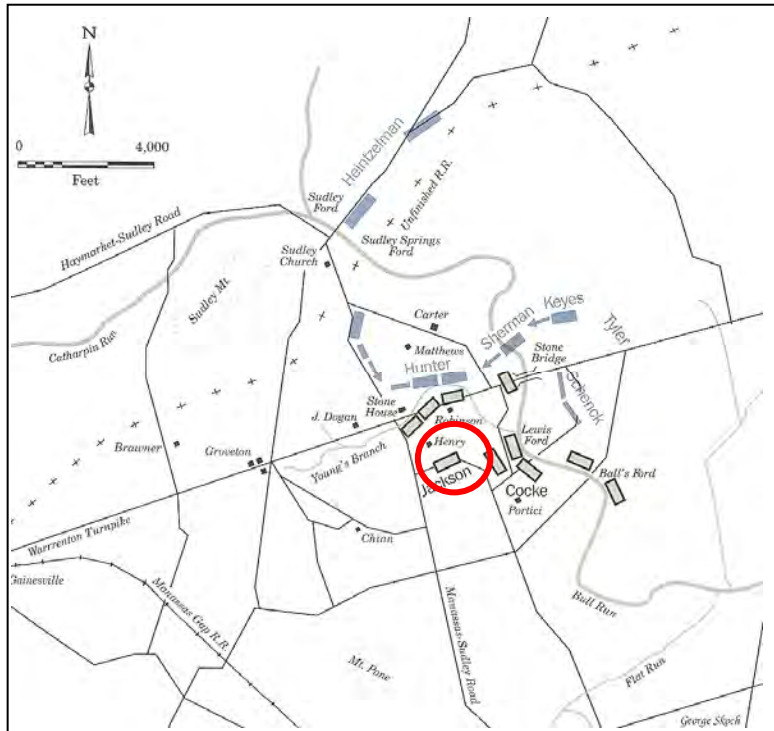 N
0
4,000
Feet
Heintzelman
Unfinished R.R.
Sudley
Ford
Haymarket-Sudley Road
Sudley Springs
Ford
Sudley
Church
Sudley Mt.
Carter
Keyes
Sherman
Tyler
Catharpin Run
Matthews
Stone
Bridge
Hunter
Schenck
Stone
House
J. Dogan
Robinson
Lewis
Ford
Brawner
Groveton
Henry
Young's Branch
Ball's Ford
Jackson
Cocke
Portici
Warrenton Turnpike
Chinn
Gainesville
Manassas Gap R.R.
Bull Run
Manassas-Sudley Road
Mt. Pone
Flat Run